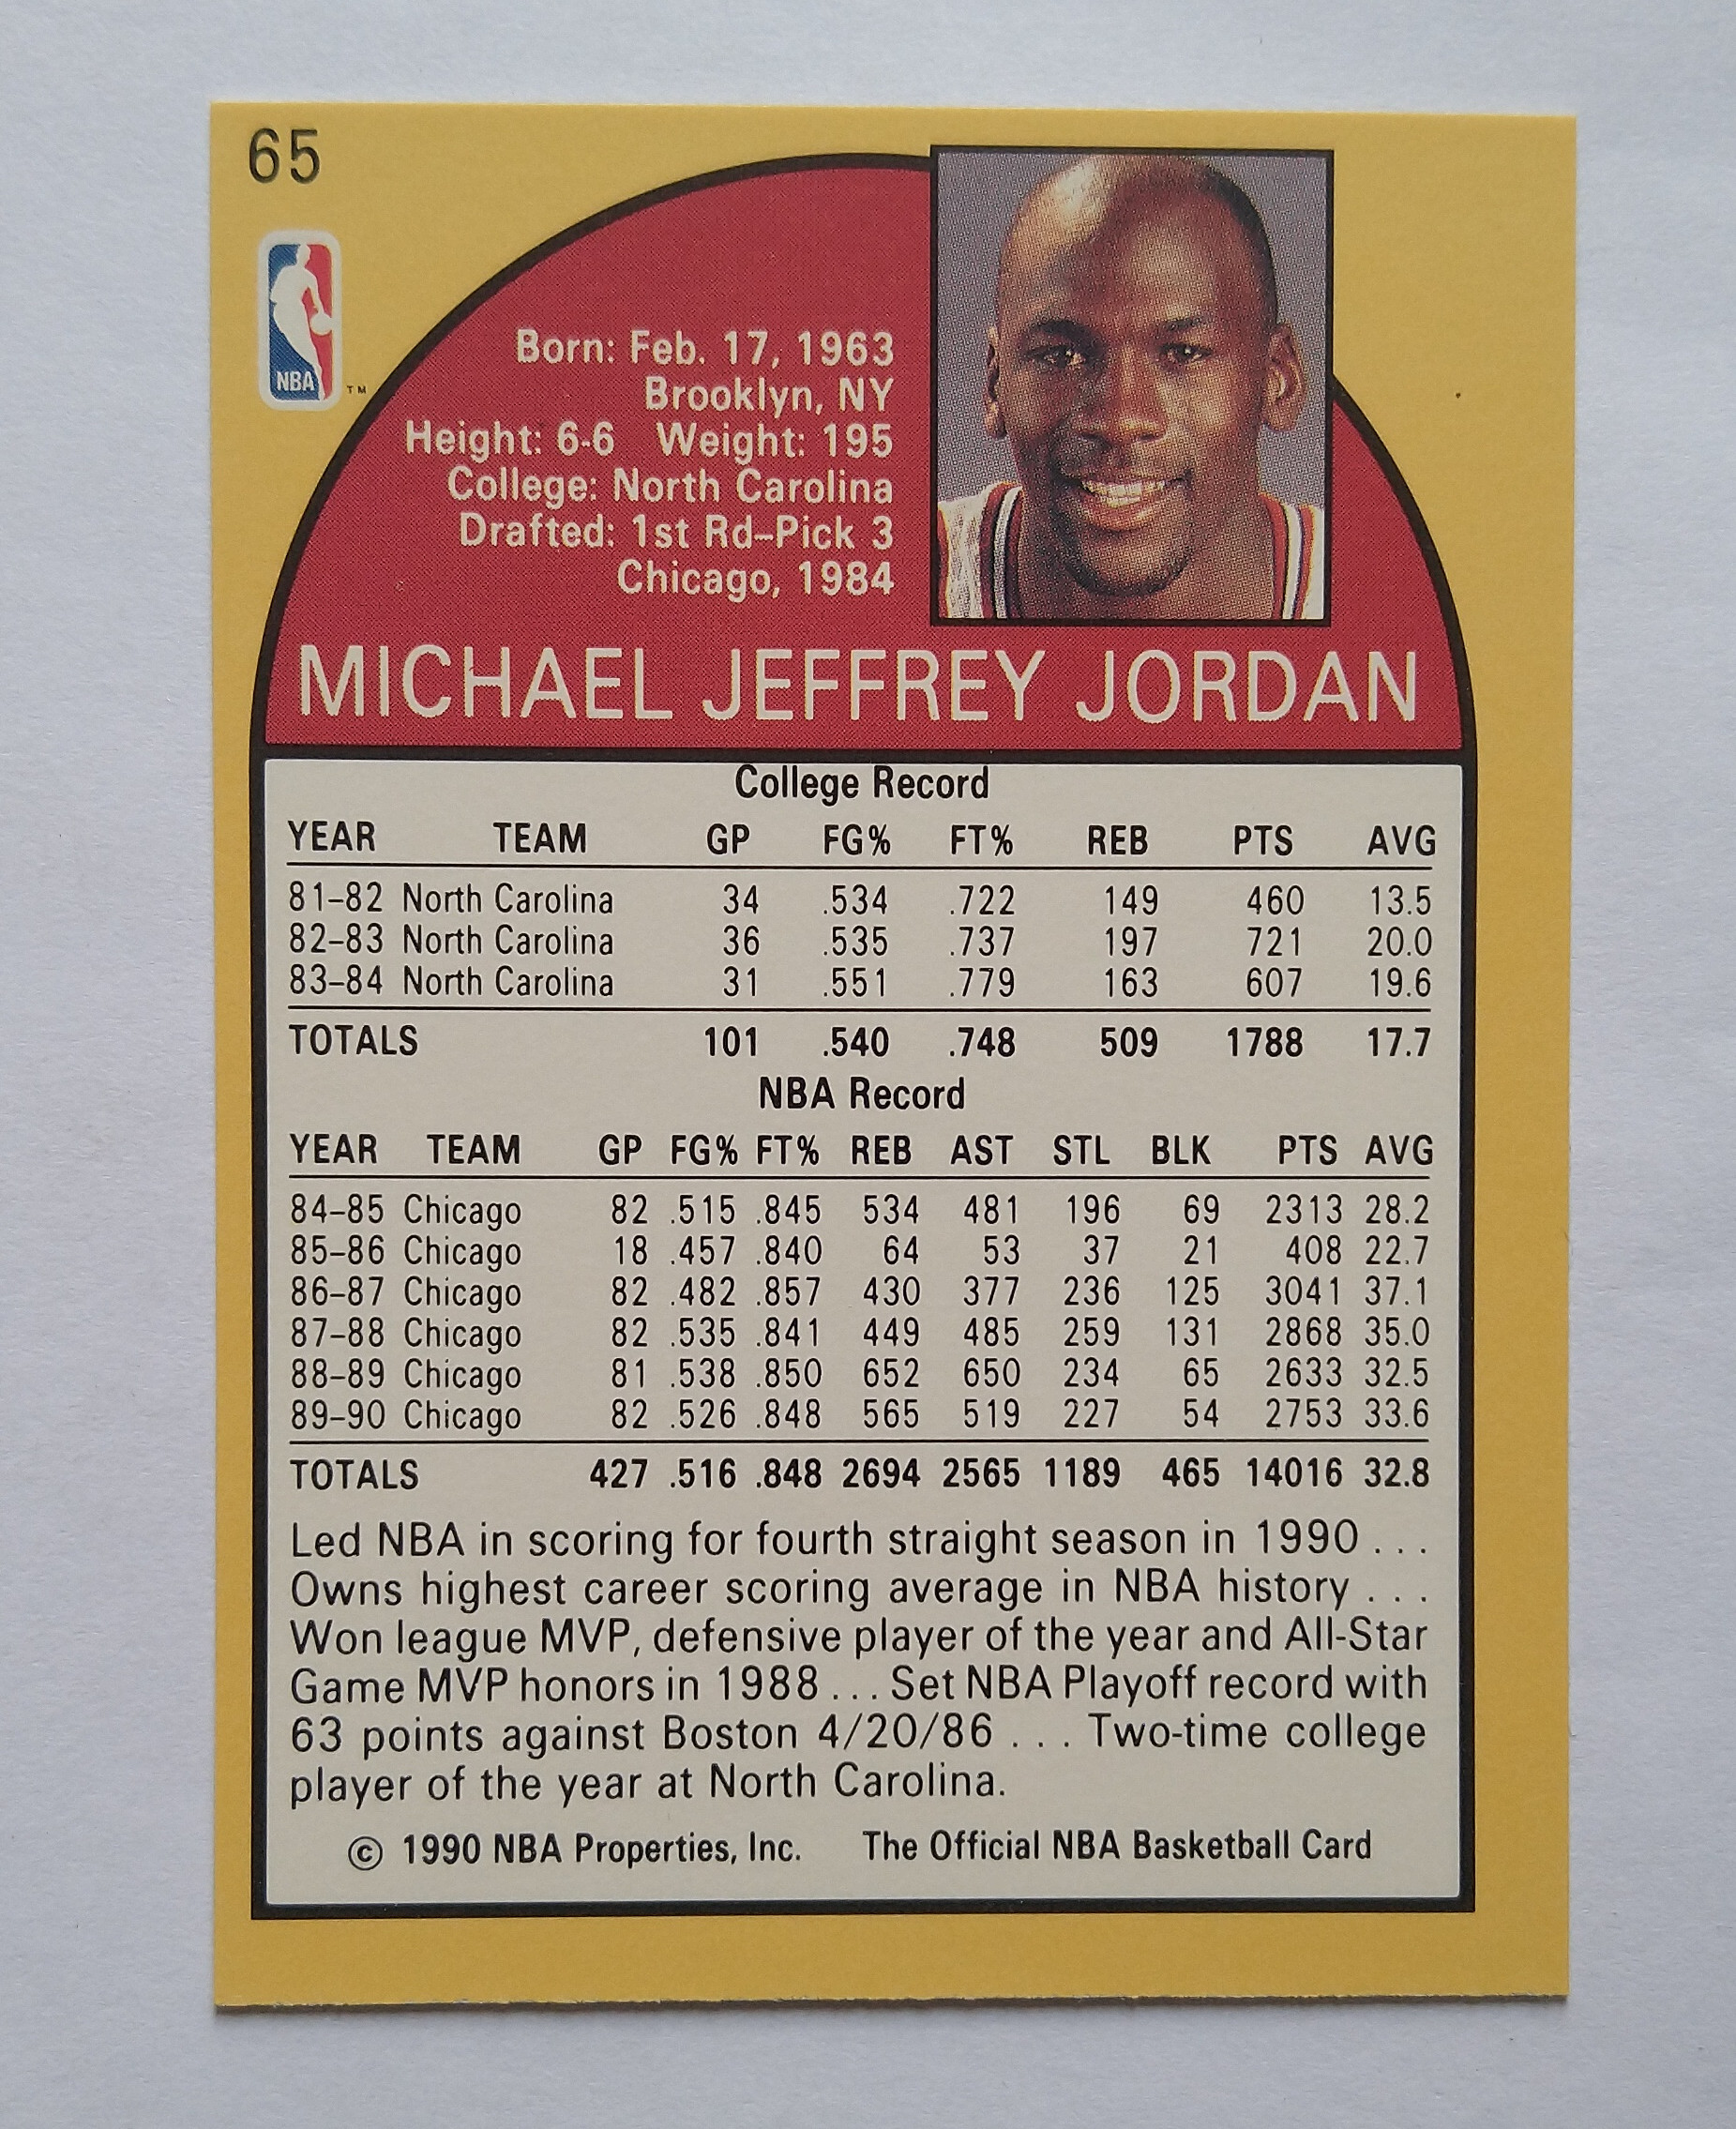 65
NBA
TM
Born: Feb. 17, 1963
Brooklyn, NY
Height: 6-6 Weight: 195
College: North Carolina
Drafted: 1st Rd–Pick 3
Chicago, 1984
MICHAEL JEFFREY JORDAN
College Record
YEAR TEAM GP FG% FT% REB PTS AVG
81–82 North Carolina 34 .534 .722 149 460 13.5
82–83 North Carolina 36 .535 .737 197 721 20.0
83–84 North Carolina 31 .551 .779 163 607 19.6
TOTALS 101 .540 .748 509 1788 17.7
NBA Record
YEAR TEAM GP FG% FT% REB AST STL BLK PTS AVG
84–85 Chicago 82 .515 .845 534 481 196 69 2313 28.2
85–86 Chicago 18 .457 .840 64 53 37 21 408 22.7
86–87 Chicago 82 .482 .857 430 377 236 125 3041 37.1
87–88 Chicago 82 .535 .841 449 485 259 131 2868 35.0
88–89 Chicago 81 .538 .850 652 650 234 65 2633 32.5
89–90 Chicago 82 .526 .848 565 519 227 54 2753 33.6
TOTALS 427 .516 .848 2694 2565 1189 465 14016 32.8
Led NBA in scoring for fourth straight season in 1990 . . .
Owns highest career scoring average in NBA history . . .
Won league MVP, defensive player of the year and All-Star
Game MVP honors in 1988 . . . Set NBA Playoff record with
63 points against Boston 4/20/86 . . . Two-time college
player of the year at North Carolina.
© 1990 NBA Properties, Inc. The Official NBA Basketball Card